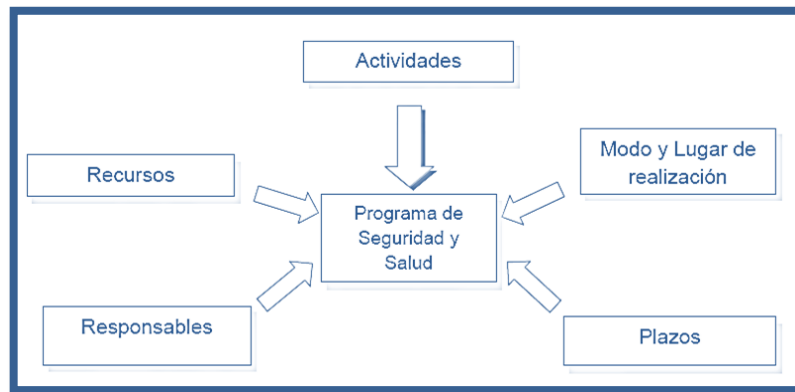 Actividades
Recursos
Modo y Lugar de
realización
Programa de
Seguridad y
Salud
Responsables
Plazos